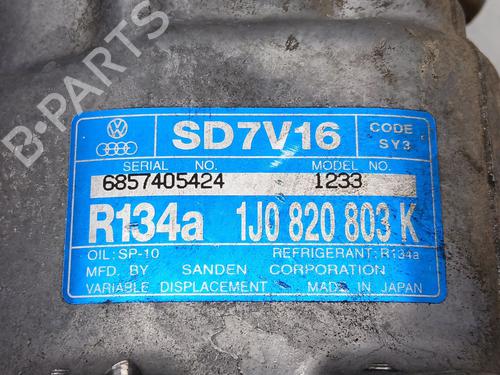 SD7V16
CODE
SY3
SERIAL NO.
MODEL NO.
6857405424
1233
R134a
1J0 820 803 K
OIL: SP-10
REFRIGERANT: R134a
MFD. BY SANDEN CORPORATION
VARIABLE DISPLACEMENT MADE IN JAPAN
B-PARTS